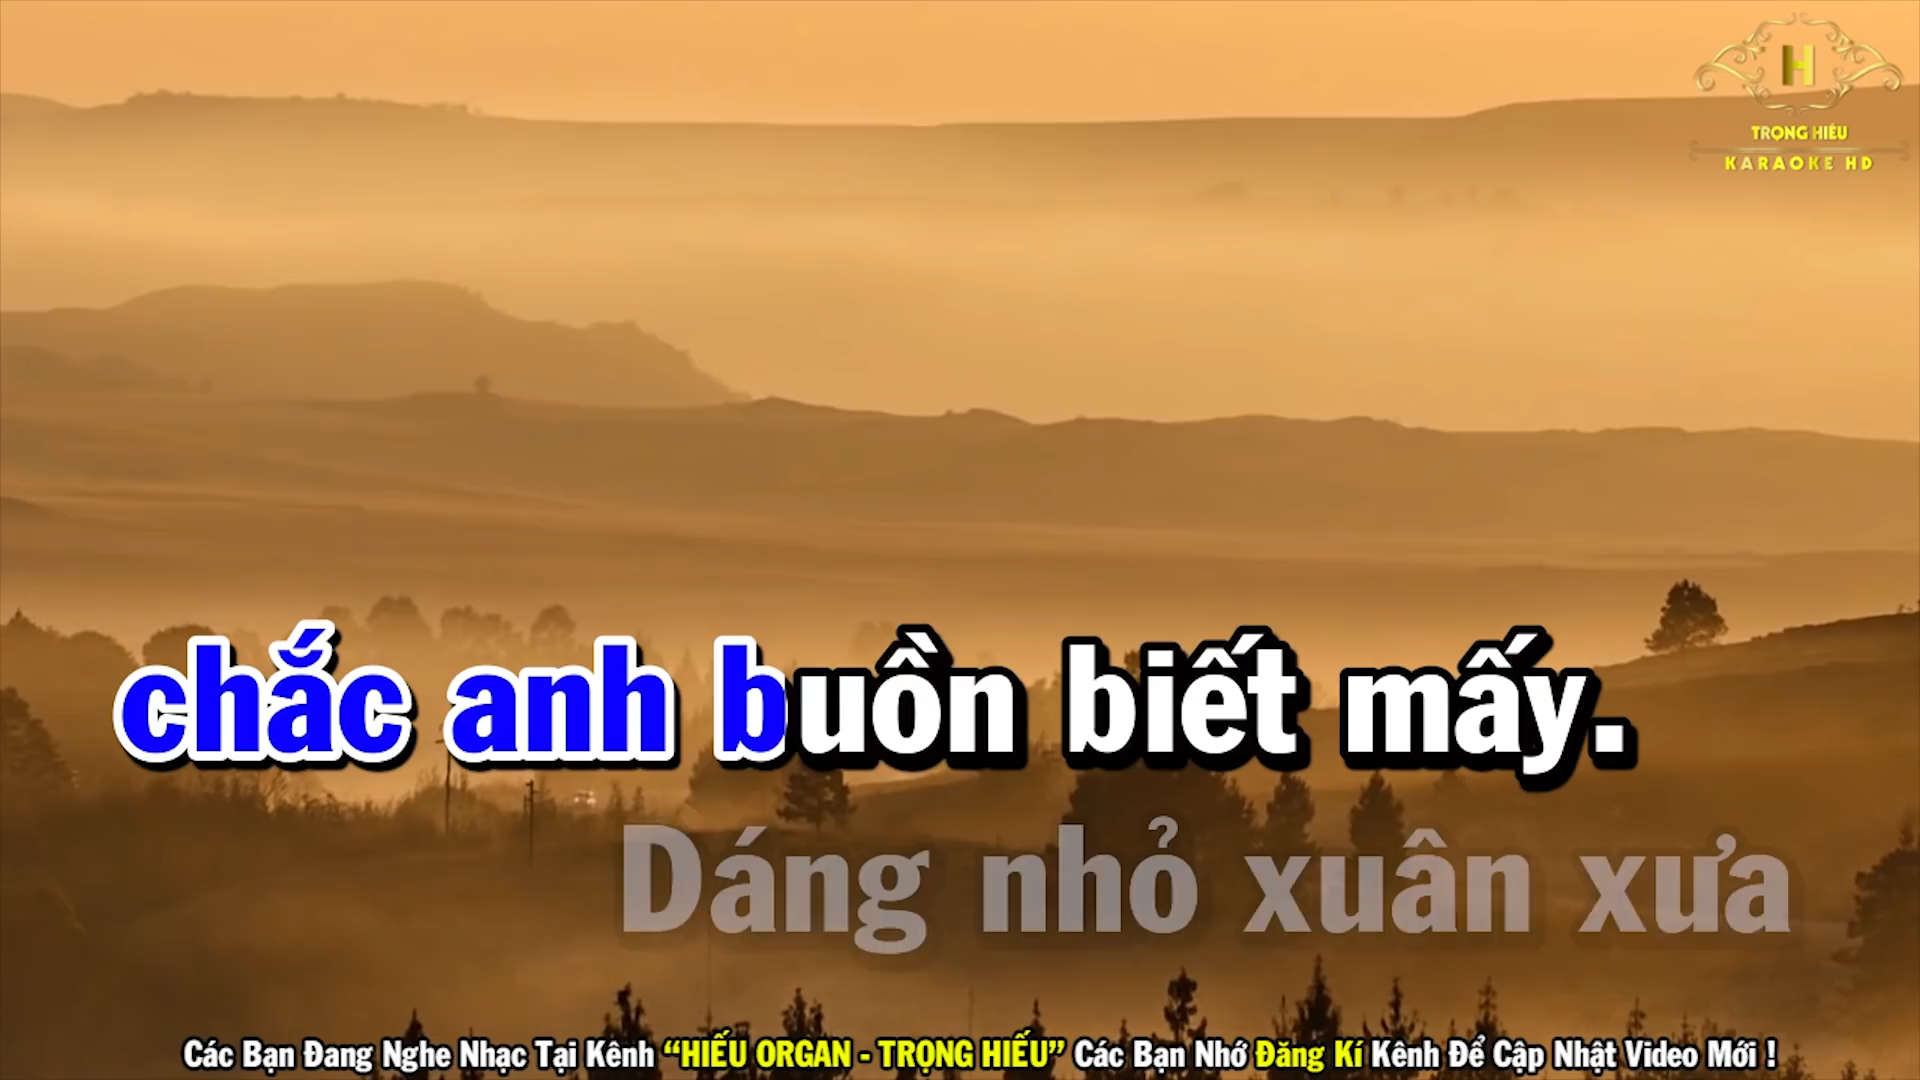 H
TRỌNG HIẾU
KARAOKE HD
chắc anh buồn biết mấy.
Dáng nhỏ xuân xưa
Các Bạn Đang Nghe Nhạc Tại Kênh “HIẾU ORGAN - TRỌNG HIẾU” Các Bạn Nhớ Đăng Kí Kênh Để Cập Nhật Video Mới !